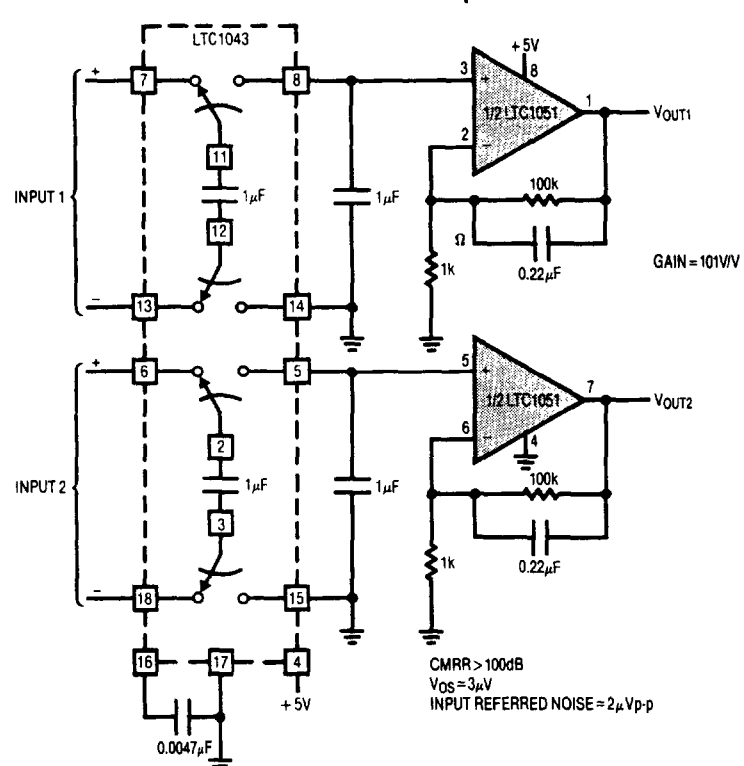 LTC1043
+5V
+
7
8
3
+
8
1/2 LTC1051
1
VOUT1
2
−
11
INPUT 1
1µF
1µF
100k
12
Ω
0.22µF
GAIN = 101V/V
1k
−
13
14
+
6
5
5
+
1/2 LTC1051
7
VOUT2
6
−
4
2
INPUT 2
1µF
1µF
100k
3
0.22µF
1k
−
18
15
16
17
4
+5V
0.0047µF
CMRR > 100dB
VOS ≈ 3µV
INPUT REFERRED NOISE ≈ 2µVp-p